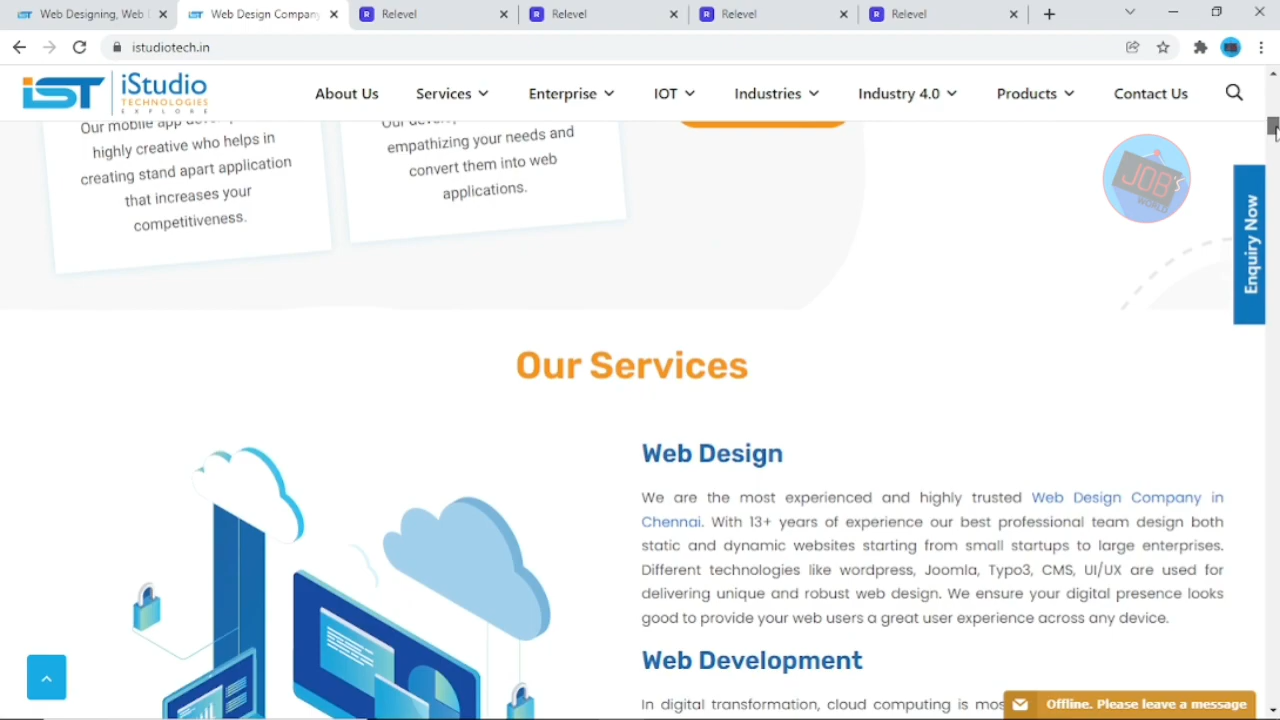 Web Designing, Web
Web Design Company
Relevel
Relevel
Relevel
Relevel
istudiotech.in
iST
iStudio
TECHNOLOGIES
EXPLORE
About Us
Services
Enterprise
IOT
Industries
Industry 4.0
Products
Contact Us
highly creative who helps in
creating stand apart application
that increases your
competitiveness.
empathizing your needs and
convert them into web
applications.
JOB'S
WORLD
Enquiry Now
Our Services
Web Design
We are the most experienced and highly trusted Web Design Company in
Chennai. With 13+ years of experience our best professional team design both
static and dynamic websites starting from small startups to large enterprises.
Different technologies like wordpress, Joomla, Typo3, CMS, UI/UX are used for
delivering unique and robust web design. We ensure your digital presence looks
good to provide your web users a great user experience across any device.
Web Development
In digital transformation, cloud computing is
Offline. Please leave a message